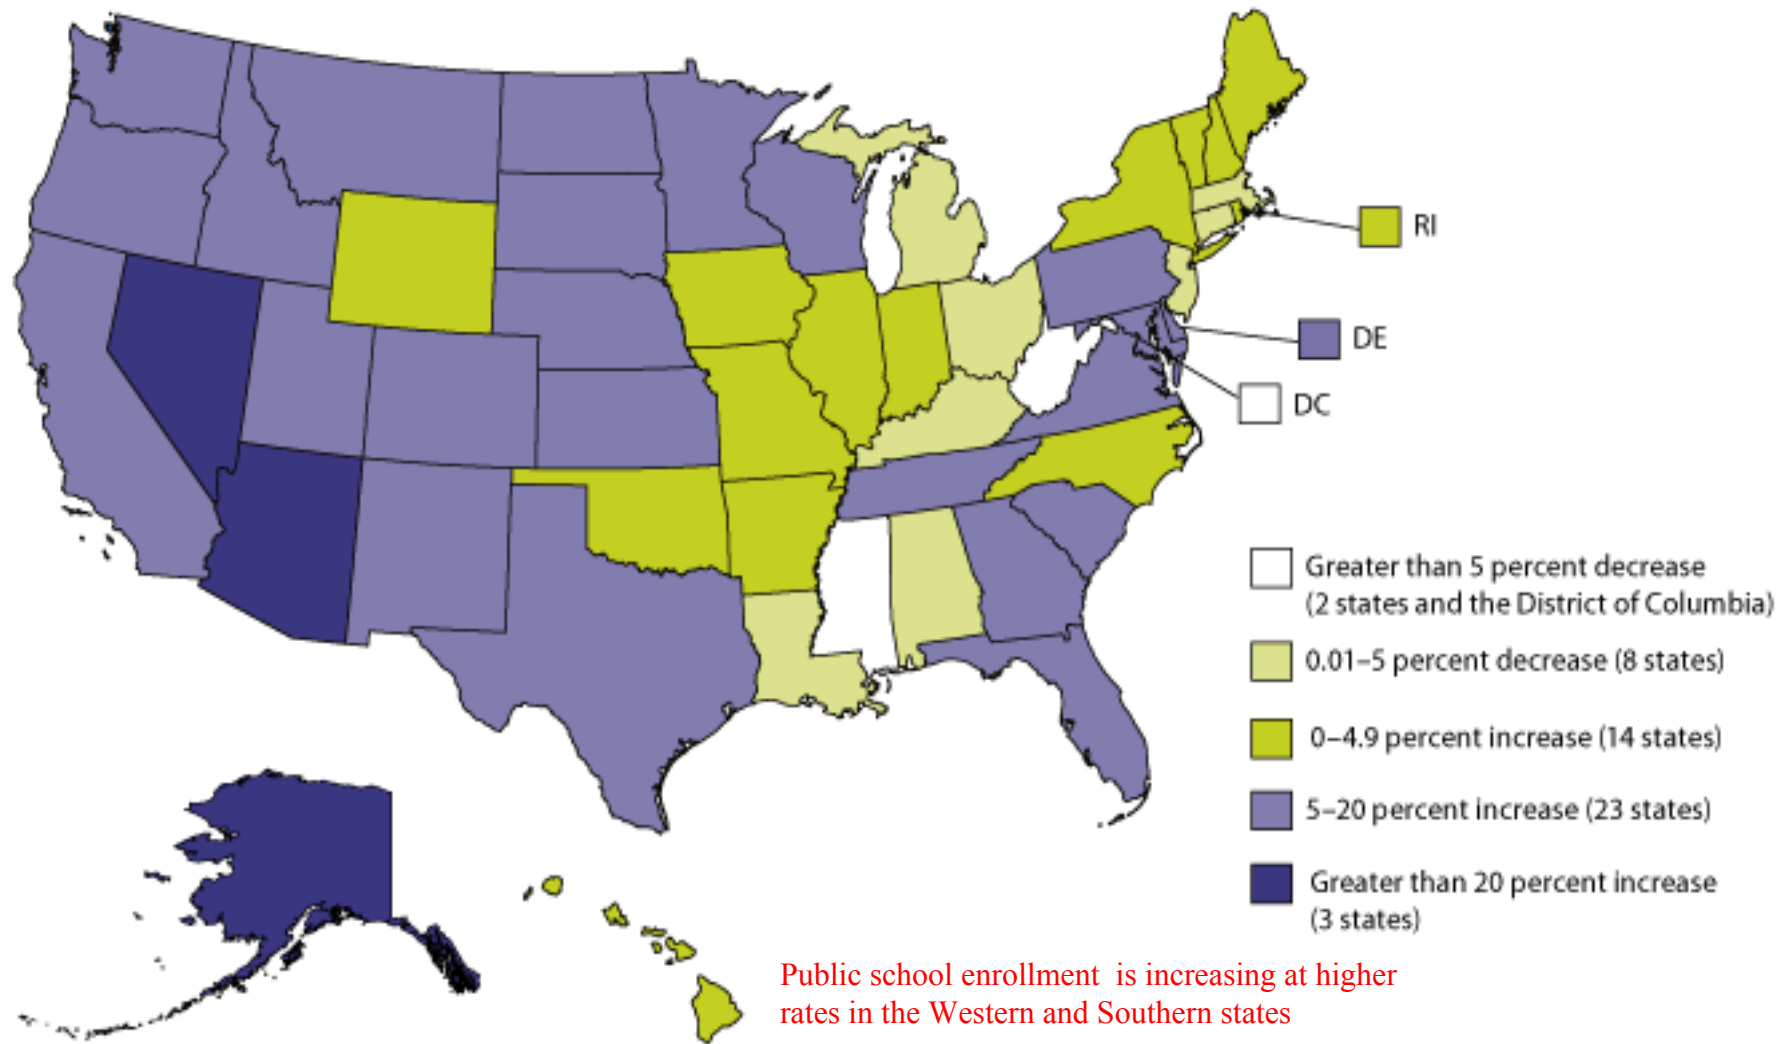 RI
DE
DC
Greater than 5 percent decrease
(2 states and the District of Columbia)
0.01–5 percent decrease (8 states)
0–4.9 percent increase (14 states)
5–20 percent increase (23 states)
Greater than 20 percent increase
(3 states)
Public school enrollment is increasing at higher
rates in the Western and Southern states